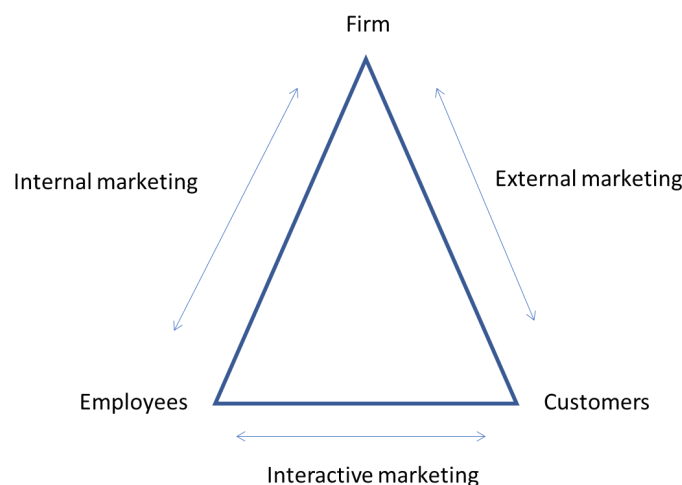 Firm
Internal marketing
External marketing
Employees
Customers
Interactive marketing